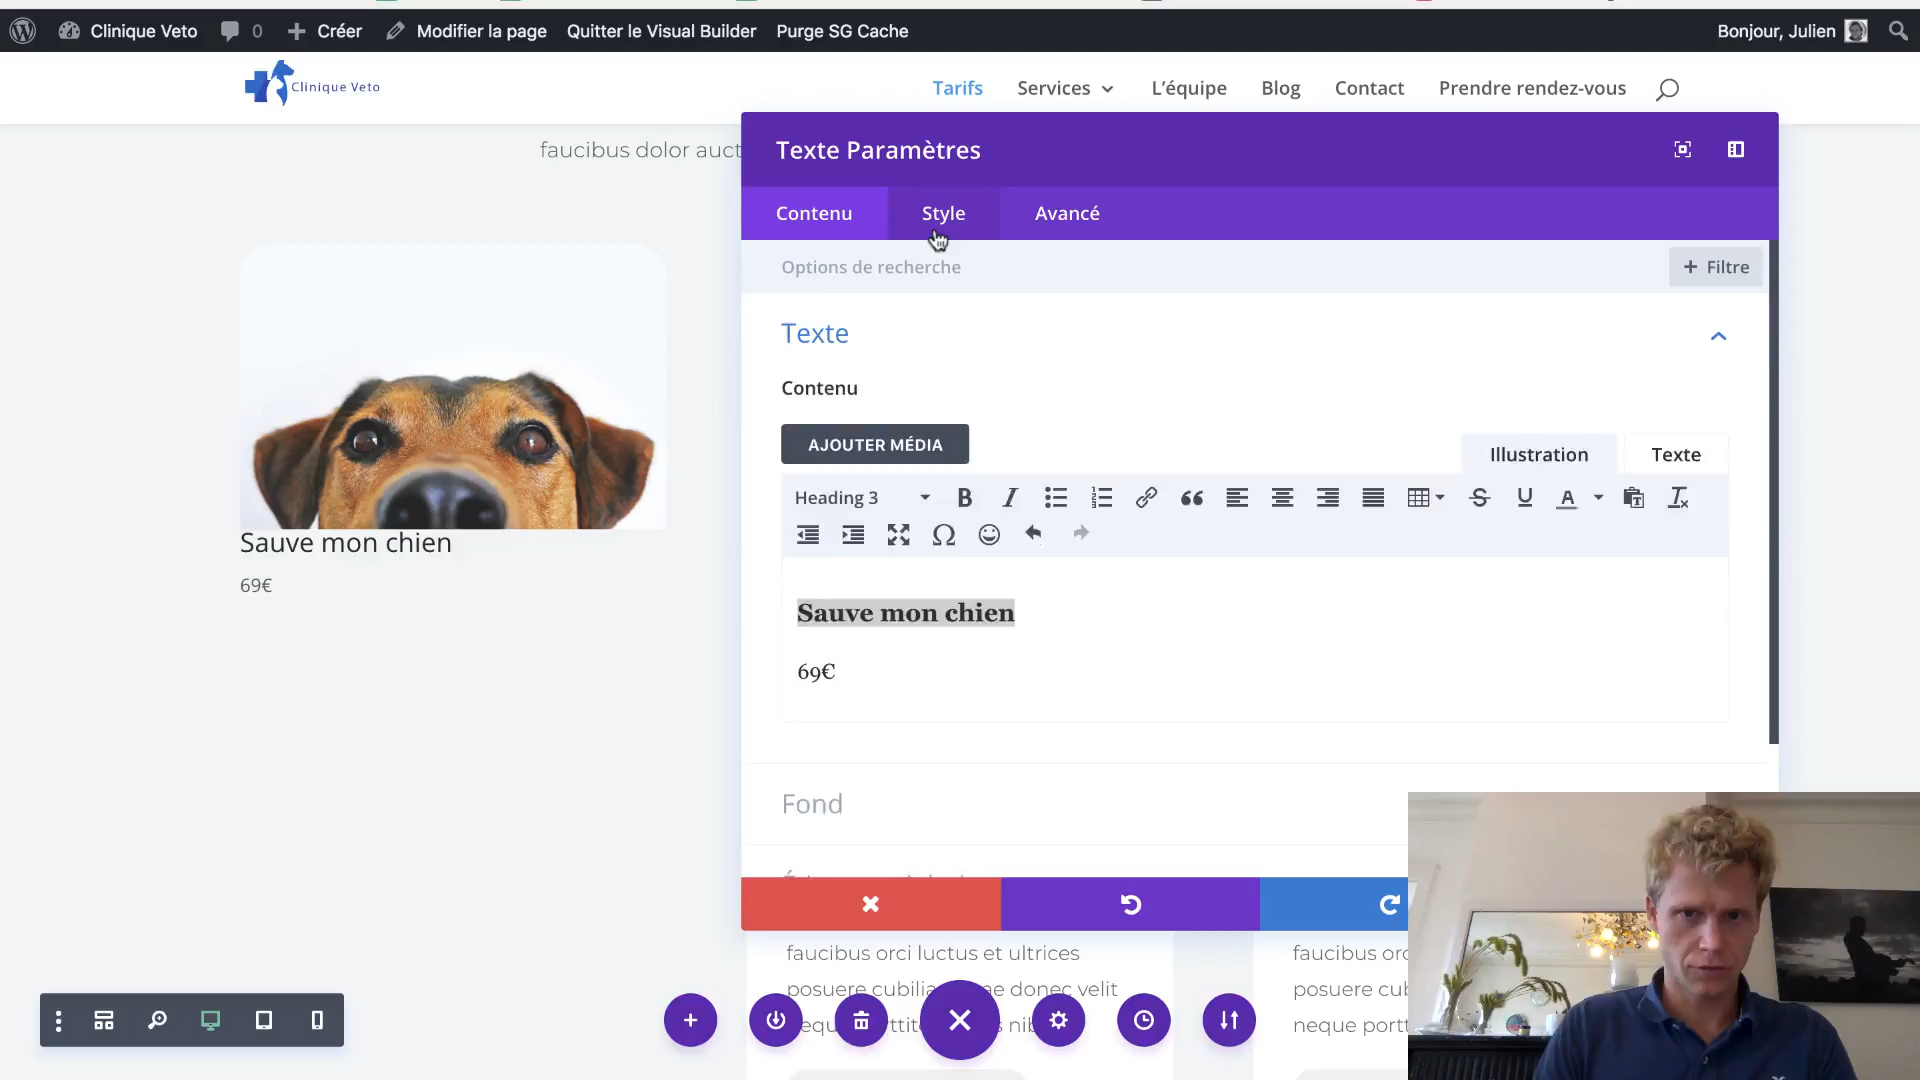 Clinique Veto
0
Créer
Modifier la page
Quitter le Visual Builder
Purge SG Cache
Bonjour, Julien
Clinique Veto
Tarifs
Services
L'équipe
Blog
Contact
Prendre rendez-vous
faucibus dolor auct
Texte Paramètres
Contenu
Style
Avancé
Options de recherche
+ Filtre
Texte
Contenu
AJOUTER MÉDIA
Illustration
Texte
Heading 3
Sauve mon chien
69€
Sauve mon chien
69€
Fond
faucibus orci luctus et ultrices
posuere cubilia
ae donec velit
faucibus orc
posuere cub
neque portt